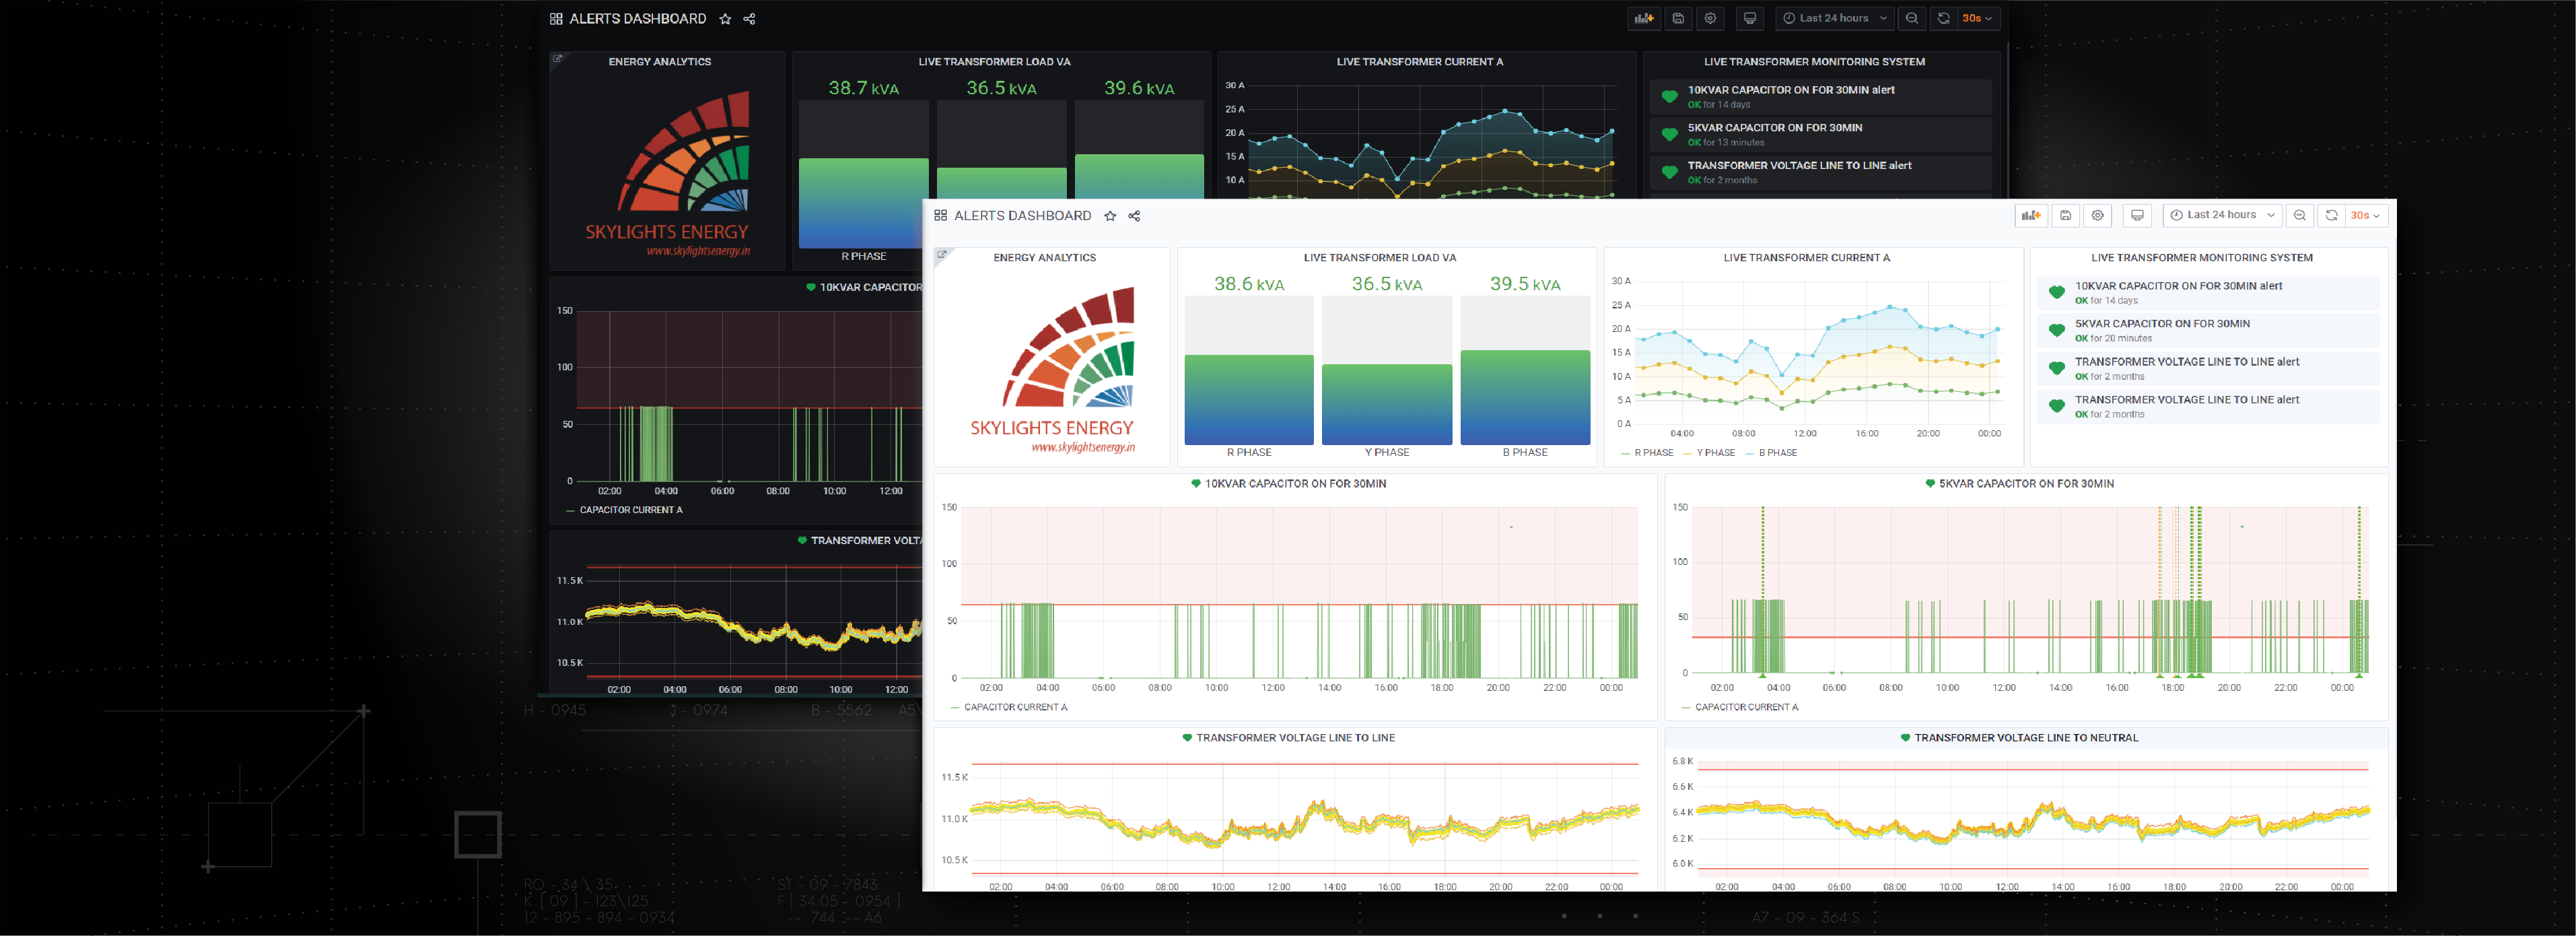 ALERTS DASHBOARD
Last 24 hours
30s
ENERGY ANALYTICS
SKYLIGHTS ENERGY
www.skylightsenergy.in
LIVE TRANSFORMER LOAD VA
38.7 kVA 36.5 kVA 39.6 kVA
R PHASE
LIVE TRANSFORMER CURRENT A
30 A
25 A
20 A
15 A
10 A
LIVE TRANSFORMER MONITORING SYSTEM
10KVAR CAPACITOR ON FOR 30MIN alert
OK for 14 days
5KVAR CAPACITOR ON FOR 30MIN
OK for 13 minutes
TRANSFORMER VOLTAGE LINE TO LINE alert
OK for 2 months
10KVAR CAPACITOR
150
100
50
0
02:00 04:00 06:00 08:00 10:00 12:00
CAPACITOR CURRENT A
TRANSFORMER VOLTA
11.5 K
11.0 K
10.5 K
02:00 04:00 06:00 08:00 10:00 12:00
ALERTS DASHBOARD
Last 24 hours
30s
ENERGY ANALYTICS
SKYLIGHTS ENERGY
www.skylightsenergy.in
LIVE TRANSFORMER LOAD VA
38.6 kVA 36.5 kVA 39.5 kVA
R PHASE Y PHASE B PHASE
LIVE TRANSFORMER CURRENT A
30 A
25 A
20 A
15 A
10 A
5 A
0 A
04:00 08:00 12:00 16:00 20:00 00:00
R PHASE Y PHASE B PHASE
LIVE TRANSFORMER MONITORING SYSTEM
10KVAR CAPACITOR ON FOR 30MIN alert
OK for 14 days
5KVAR CAPACITOR ON FOR 30MIN
OK for 20 minutes
TRANSFORMER VOLTAGE LINE TO LINE alert
OK for 2 months
TRANSFORMER VOLTAGE LINE TO LINE alert
OK for 2 months
10KVAR CAPACITOR ON FOR 30MIN
150
100
50
0
02:00 04:00 06:00 08:00 10:00 12:00 14:00 16:00 18:00 20:00 22:00 00:00
CAPACITOR CURRENT A
5KVAR CAPACITOR ON FOR 30MIN
150
100
50
0
02:00 04:00 06:00 08:00 10:00 12:00 14:00 16:00 18:00 20:00 22:00 00:00
CAPACITOR CURRENT A
TRANSFORMER VOLTAGE LINE TO LINE
11.5 K
11.0 K
10.5 K
02:00 04:00 06:00 08:00 10:00 12:00 14:00 16:00 18:00 20:00 22:00 00:00
TRANSFORMER VOLTAGE LINE TO NEUTRAL
6.8 K
6.6 K
6.4 K
6.2 K
6.0 K
02:00 04:00 06:00 08:00 10:00 12:00 14:00 16:00 18:00 20:00 22:00 00:00
H - 0945 J - 0974 B - 5562
RO - 34 \ 35
K [ 09 ] - 123\125
12 - 895 - 894 - 0934
ST - 09 - 7843
F [ 34.05 - 0954 ]
-- 744 -- A6
A7 - 09 - 364 S